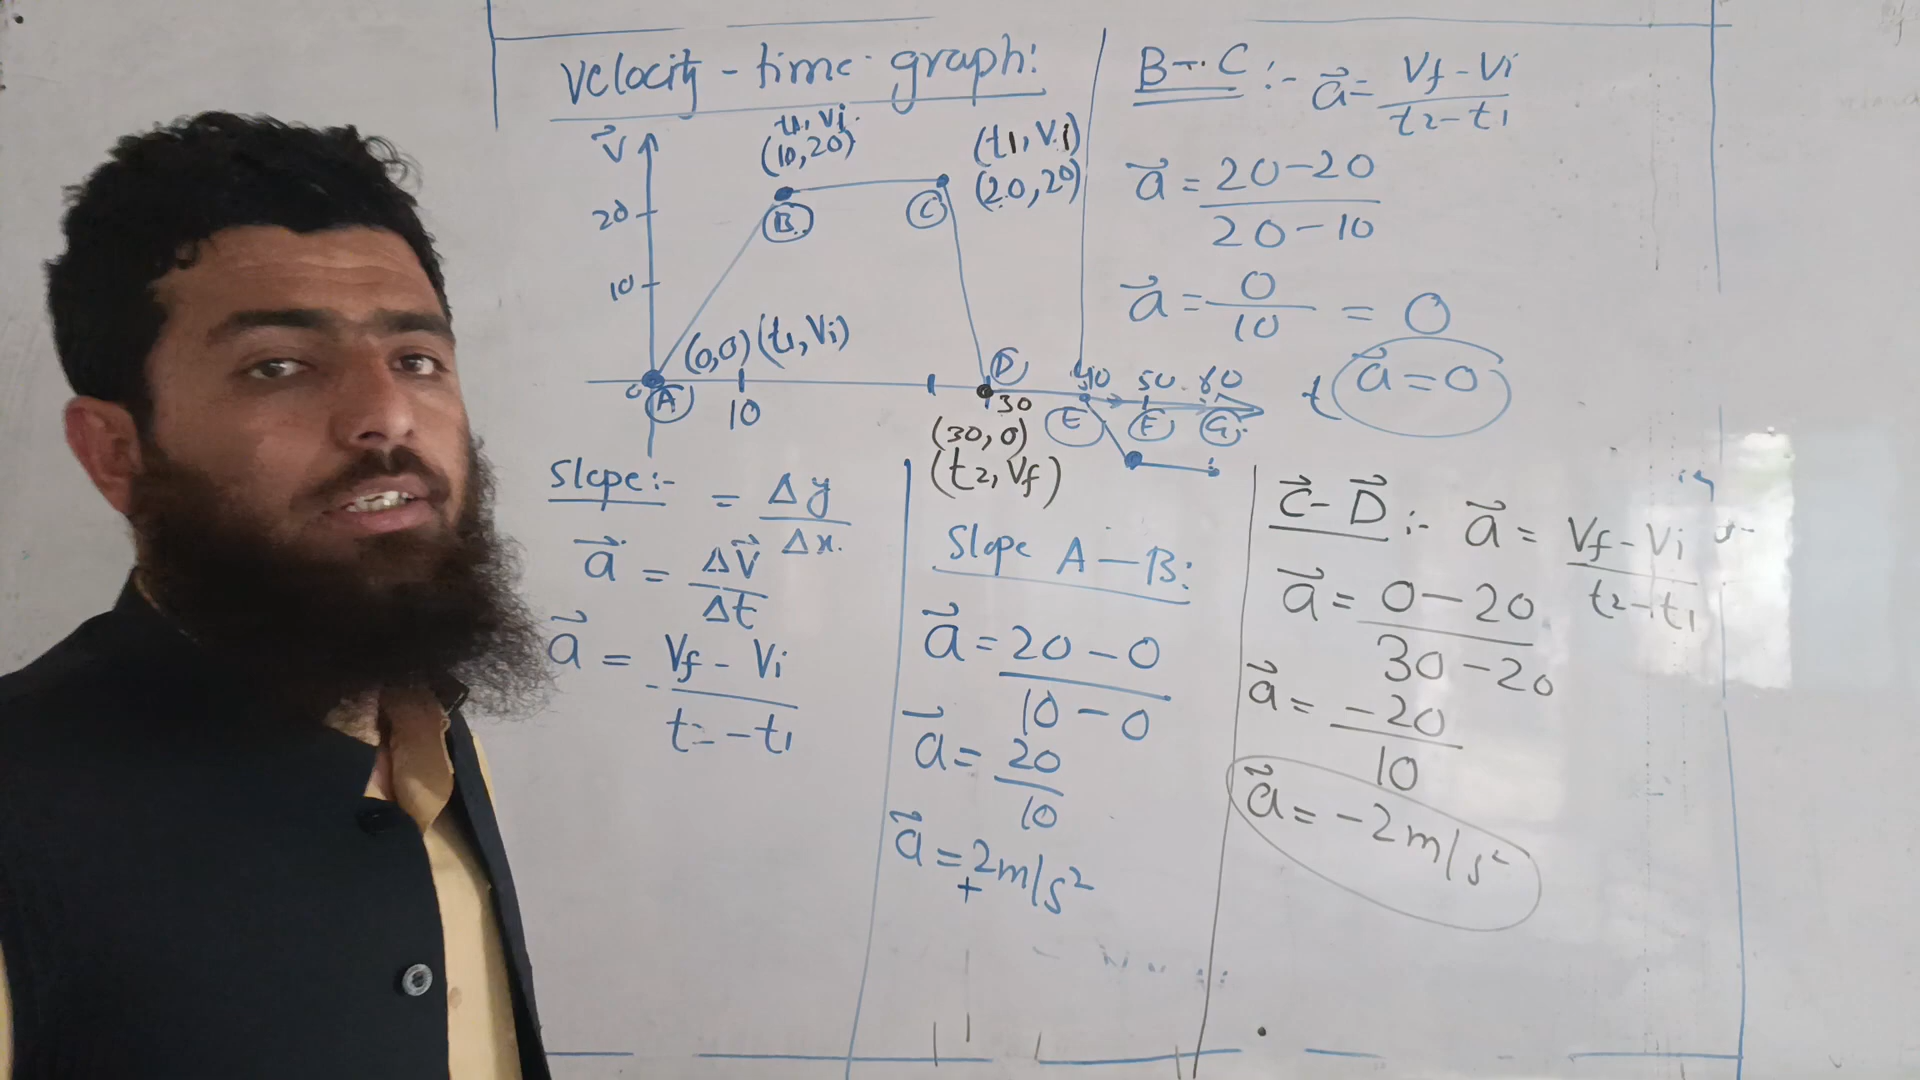 Velocity-time graph:
V
20
10
0
t1, Vi
(10,20)
B
(t1, Vi)
(20,20)
C
(0,0) (t1, Vi)
A
10
D
30
(30,0)
(t2, Vf)
40 50 60
E F G
t
Slope:- = Δy / Δx
a = ΔV / Δt
a = Vf - Vi / t2 - t1
Slope A-B:
a = 20-0 / 10-0
a = 20 / 10
a = +2m/s²
B-C:- a = Vf-Vi / t2-t1
a = 20-20 / 20-10
a = 0 / 10 = 0
a = 0
C-D:- a = Vf-Vi / t2-t1
a = 0-20 / 30-20
a = -20 / 10
a = -2m/s²